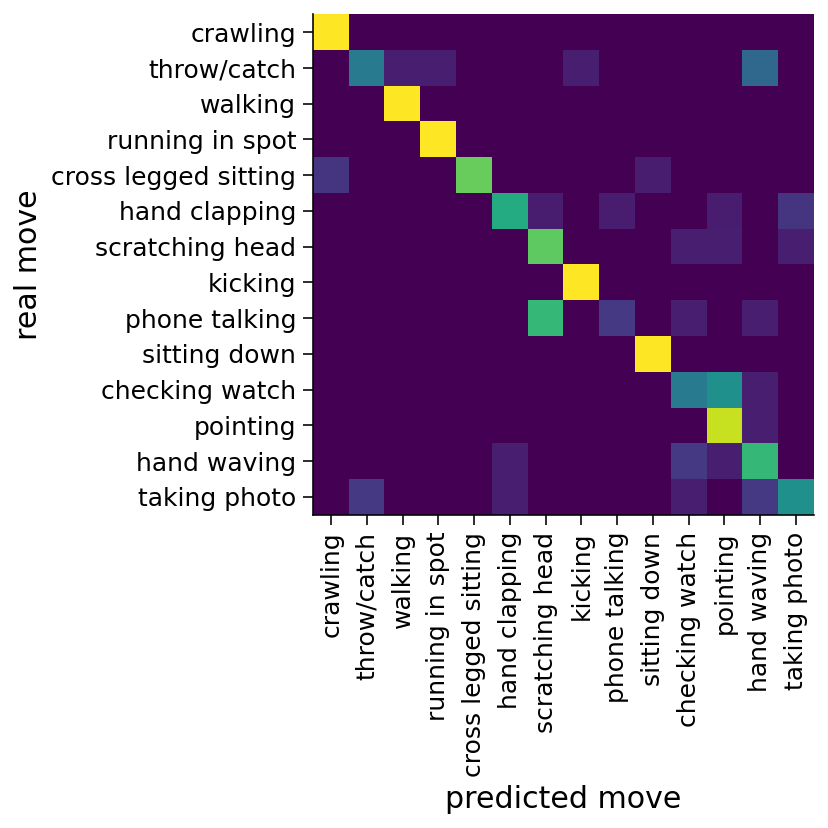 crawling
throw/catch
walking
running in spot
cross legged sitting
hand clapping
scratching head
kicking
phone talking
sitting down
checking watch
pointing
hand waving
taking photo
real move
crawling
throw/catch
walking
running in spot
cross legged sitting
hand clapping
scratching head
kicking
phone talking
sitting down
checking watch
pointing
hand waving
taking photo
predicted move